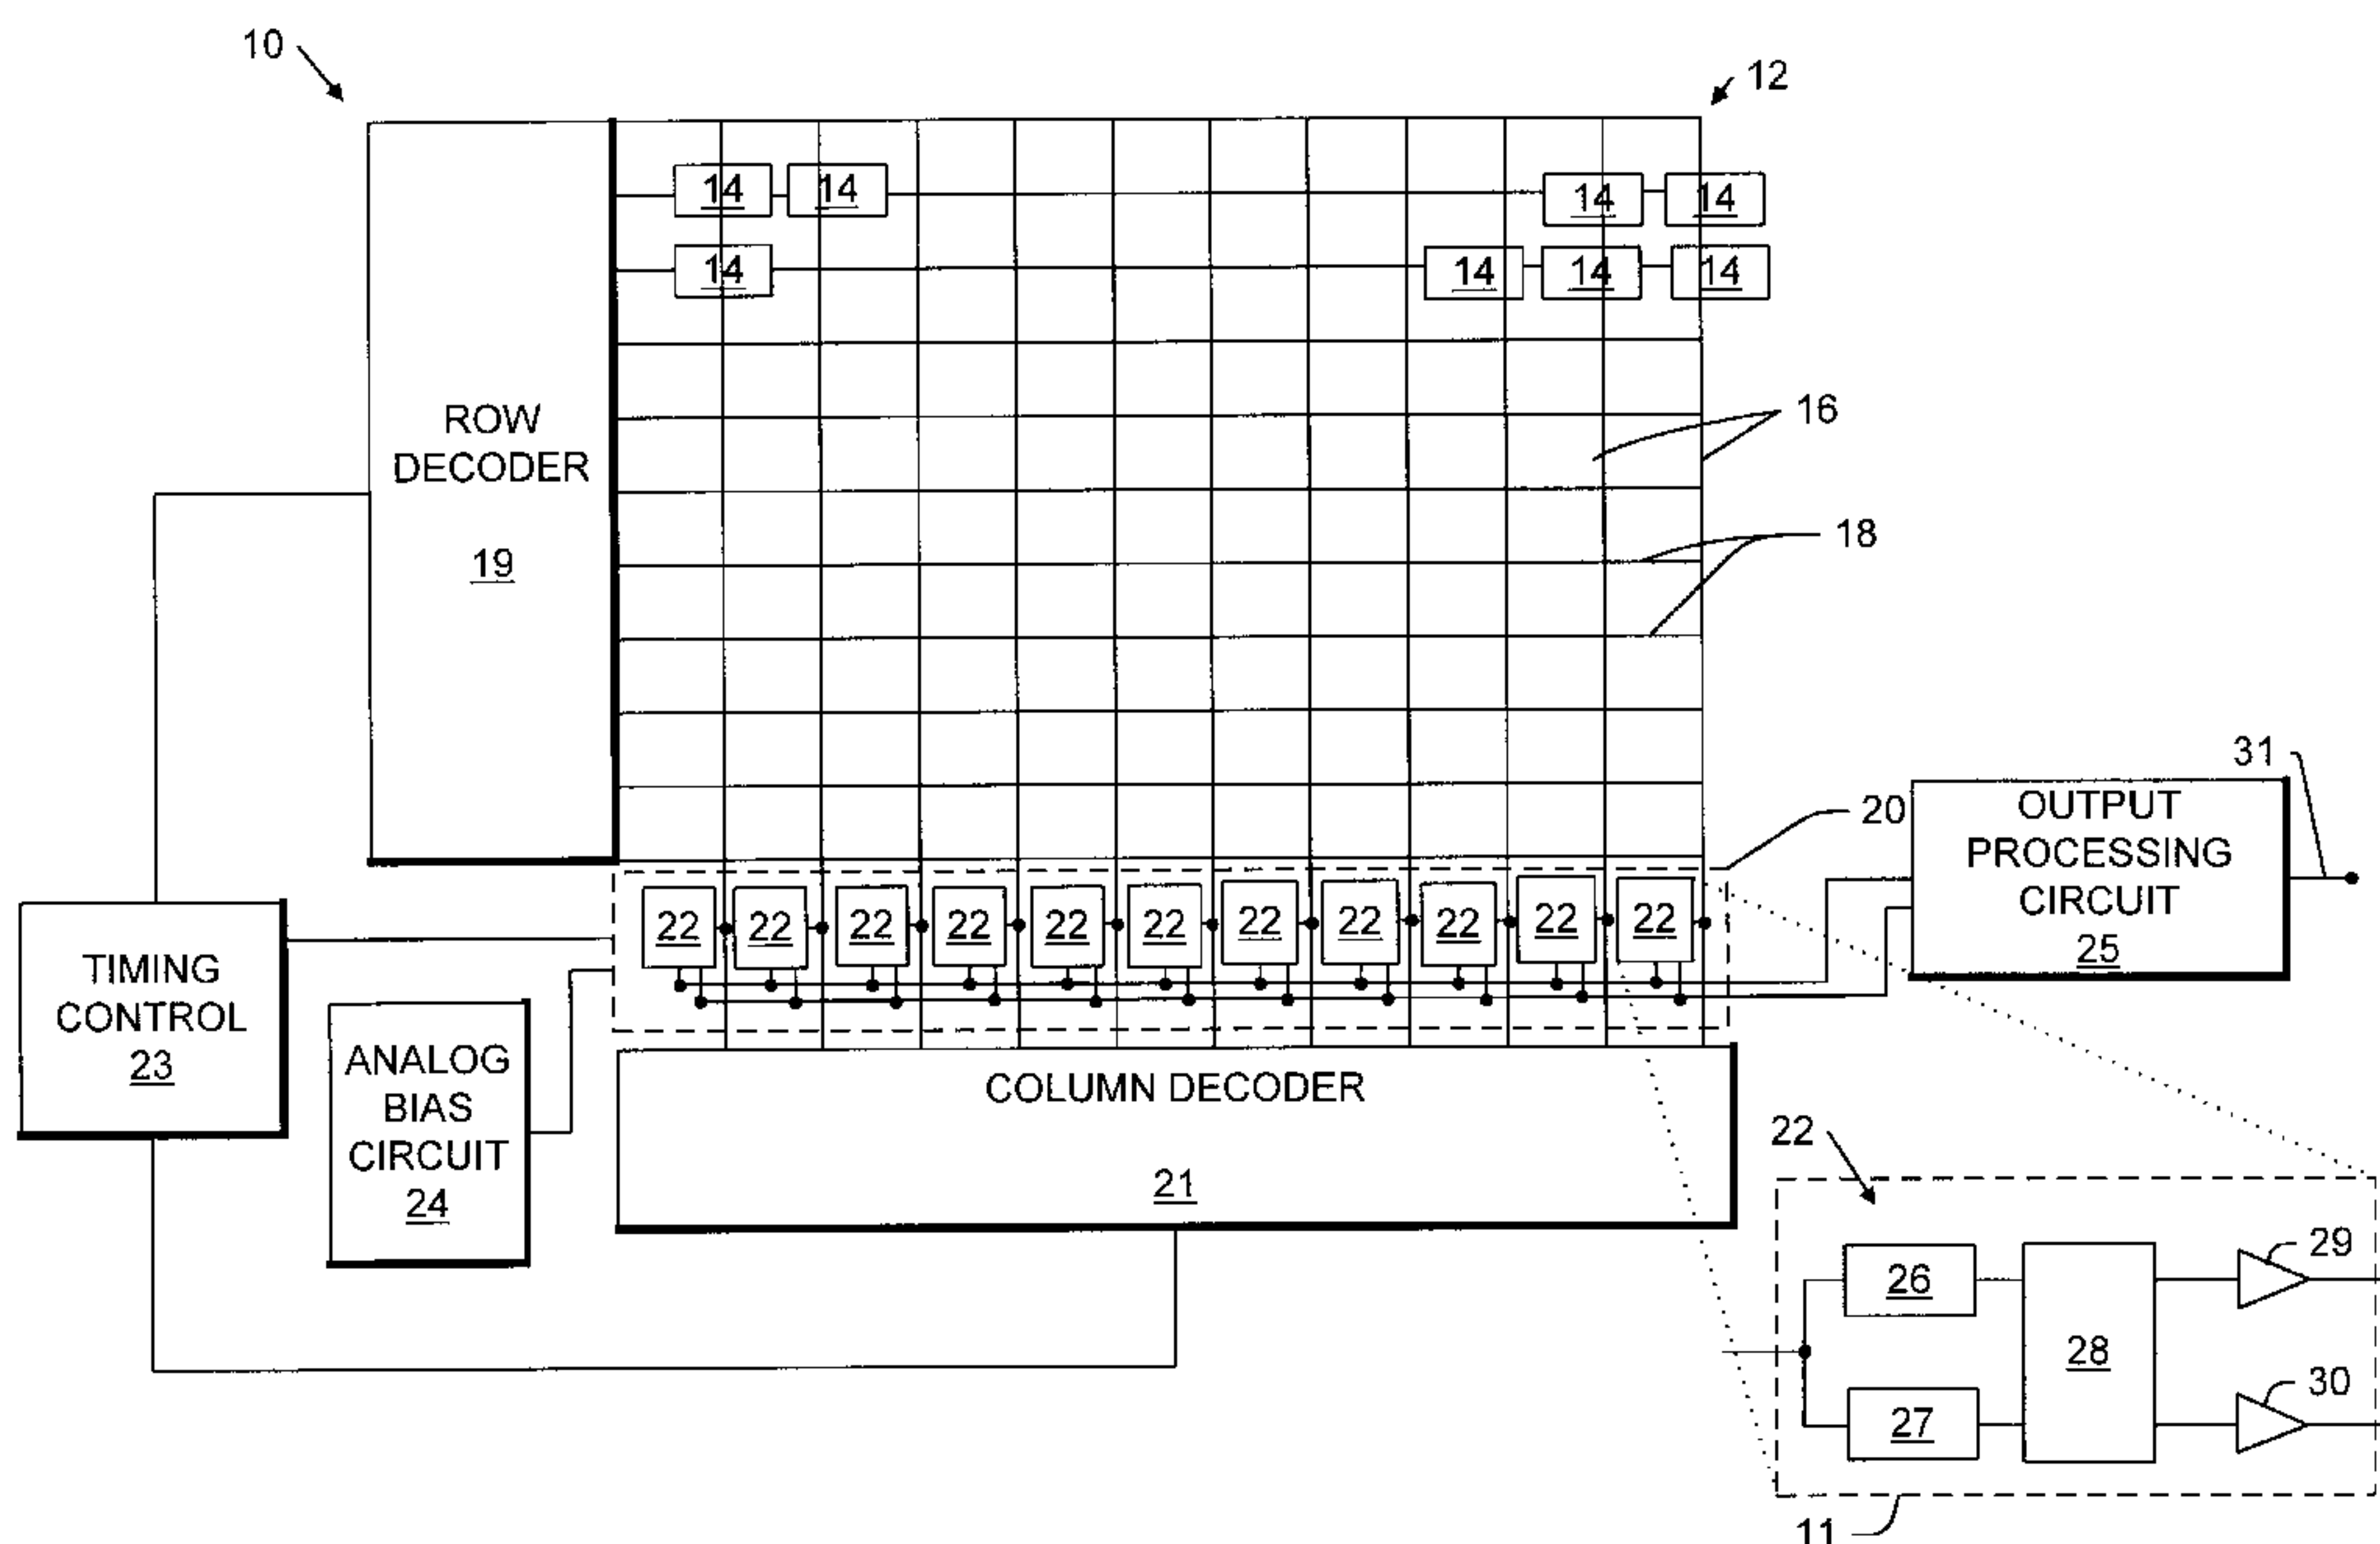 10
12
14 14 14 14
14 14 14 14
16
ROW
DECODER
19
18
31
20
OUTPUT
PROCESSING
CIRCUIT
25
22 22 22 22 22 22 22 22 22 22 22
TIMING
CONTROL
23
ANALOG
BIAS
CIRCUIT
24
COLUMN DECODER
21
22
29
26
28
30
27
11